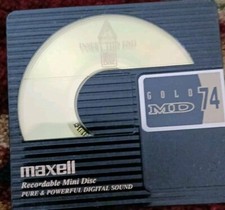 GOLD
MD 74
maxell
Recordable Mini Disc
PURE & POWERFUL DIGITAL SOUND